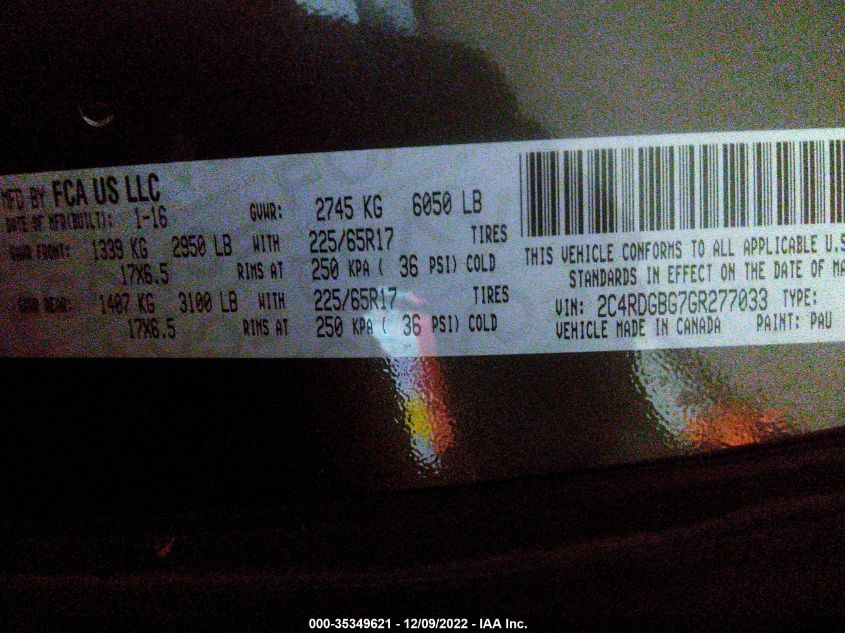 MFD BY FCA US LLC
DATE OF MFR(BUILT): 1-16 GVWR: 2745 KG 6050 LB
GAWR FRONT: 1339 KG 2950 LB WITH 225/65R17 TIRES
17X6.5 RIMS AT 250 KPA ( 36 PSI) COLD
GAWR REAR: 1407 KG 3100 LB WITH 225/65R17 TIRES
17X6.5 RIMS AT 250 KPA ( 36 PSI) COLD
THIS VEHICLE CONFORMS TO ALL APPLICABLE U.S
STANDARDS IN EFFECT ON THE DATE OF MA
VIN: 2C4RDGBG7GR277033 TYPE:
VEHICLE MADE IN CANADA PAINT: PAU
000-35349621 - 12/09/2022 - IAA Inc.